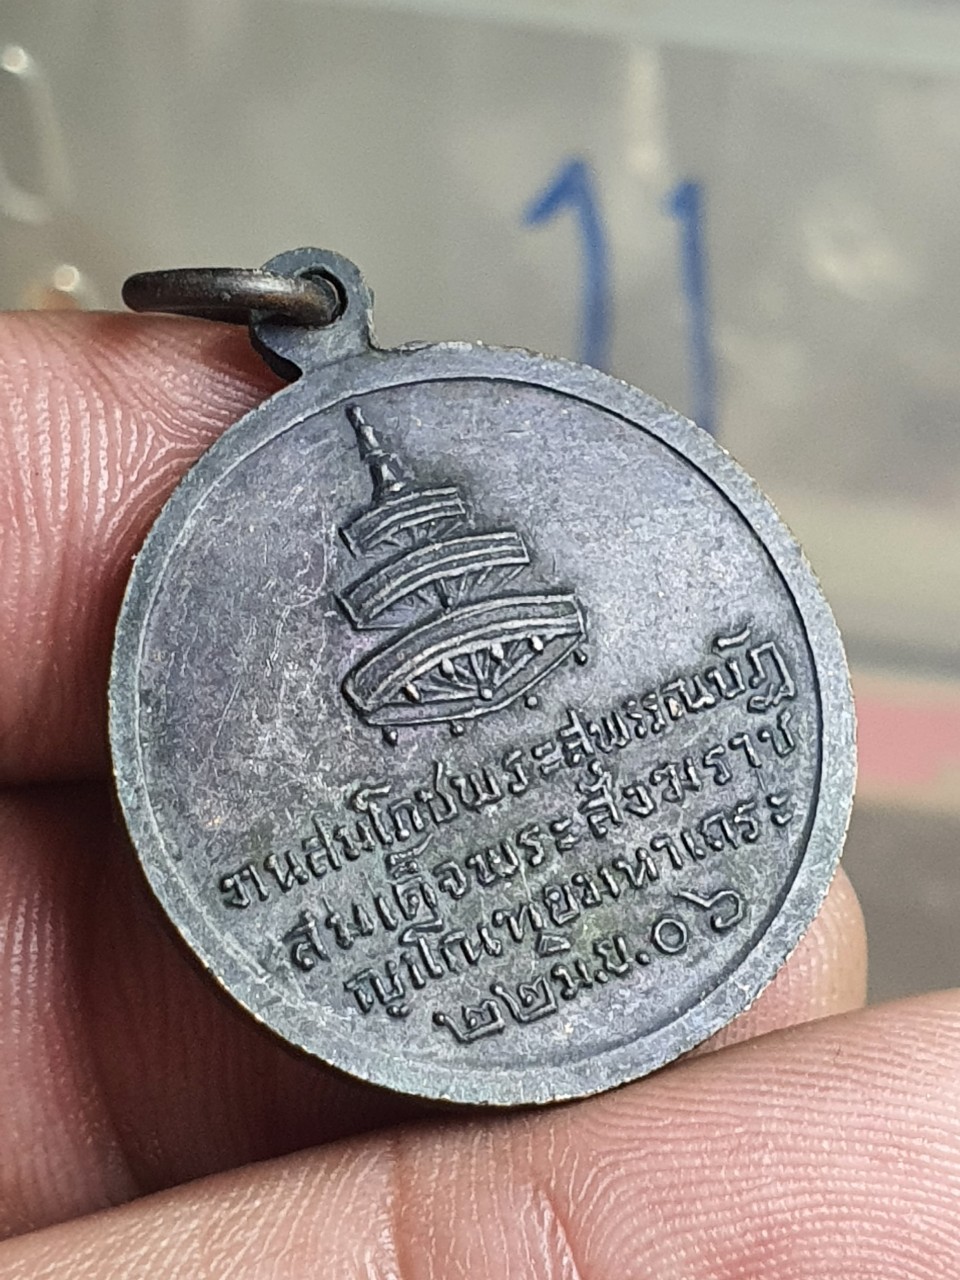 11
งานสมโภชพระสุพรรณบัฏ
สมเด็จพระสังฆราช
ญาโณทยมหาเถระ
๒๒ มิ.ย. ๐๖